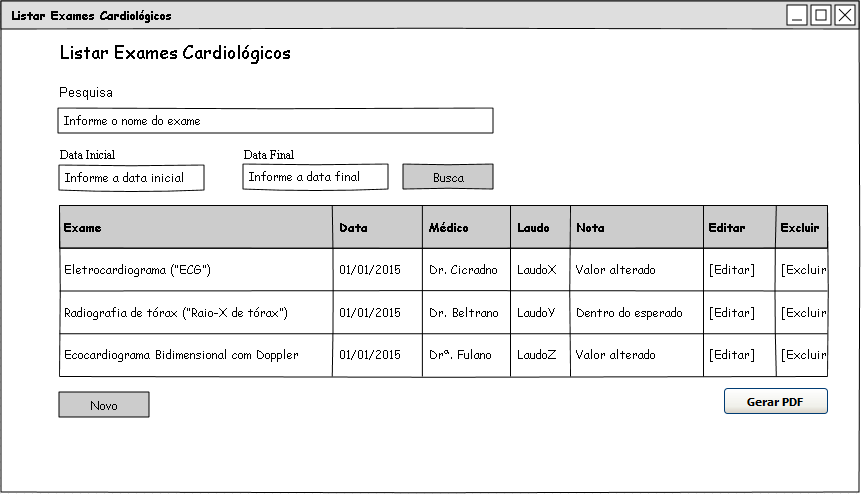 Listar Exames Cardiológicos
Listar Exames Cardiológicos
Pesquisa
Informe o nome do exame
Data Inicial Data Final
Informe a data inicial Informe a data final Busca
Exame Data Médico Laudo Nota Editar Excluir
Eletrocardiograma ("ECG") 01/01/2015 Dr. Cicradno LaudoX Valor alterado [Editar] [Excluir
Radiografia de tórax ("Raio-X de tórax") 01/01/2015 Dr. Beltrano LaudoY Dentro do esperado [Editar] [Excluir
Ecocardiograma Bidimensional com Doppler 01/01/2015 Drª. Fulano LaudoZ Valor alterado [Editar] [Excluir
Novo Gerar PDF